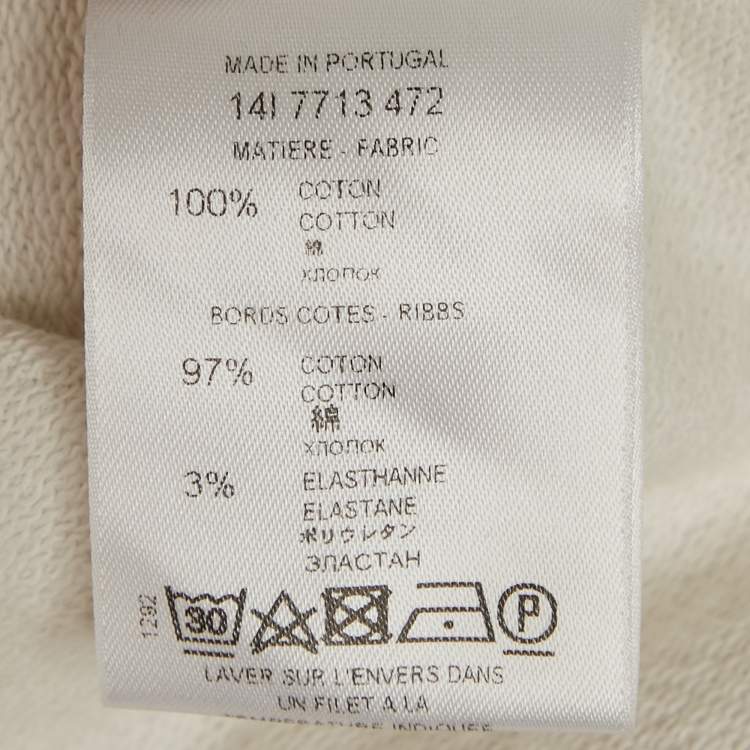 MADE IN PORTUGAL
14I 7713 472
MATIERE - FABRIC
100% COTON
COTTON
綿
ХЛОПОК
BORDS COTES - RIBBS
97% COTON
COTTON
綿
ХЛОПОК
3% ELASTHANNE
ELASTANE
ポリウレタン
ЭЛАСТАН
1292 30 P
LAVER SUR L'ENVERS DANS
UN FILET A LA
TEMPERATURE INDIQUEE